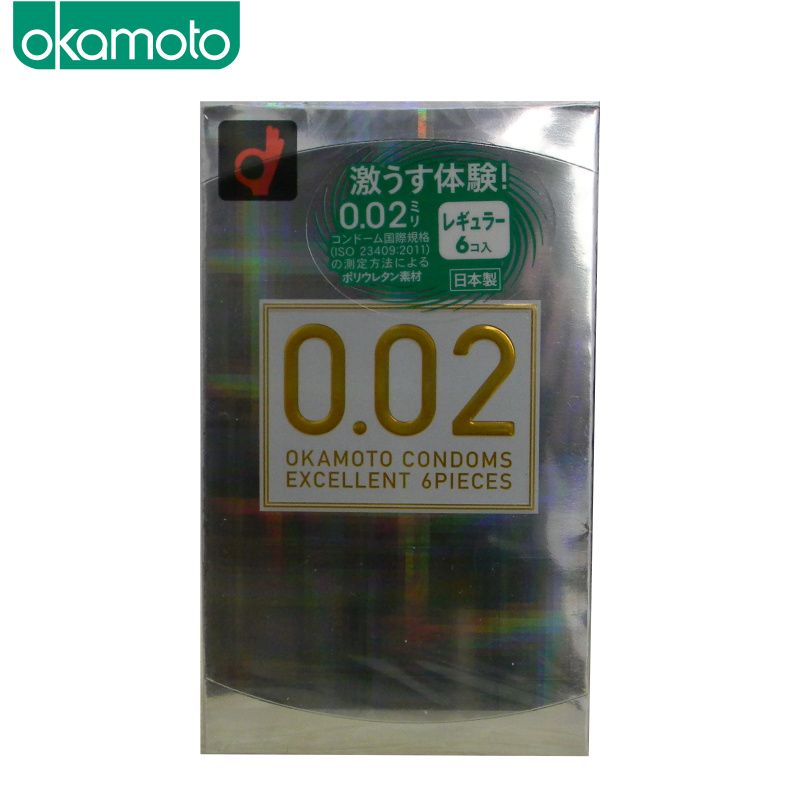 okamoto
激うす体験!
0.02ミリ
コンドーム国際規格
(ISO 23409:2011)
の測定方法による
ポリウレタン素材
レギュラー
6コ入
日本製
0.02
OKAMOTO CONDOMS
EXCELLENT 6PIECES